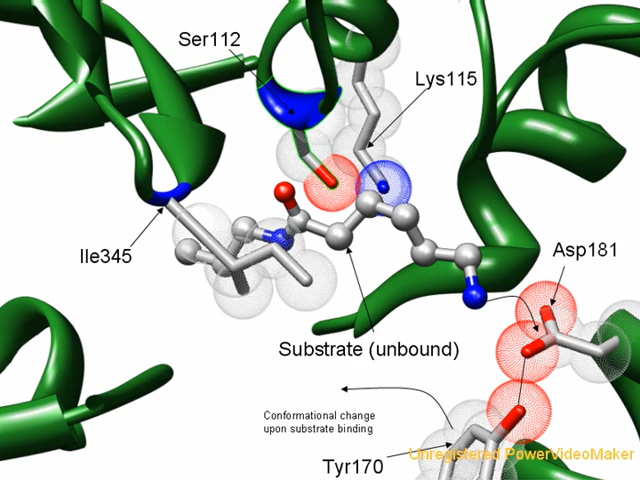 Ser112
Lys115
Ile345
Asp181
Substrate (unbound)
Conformational change
upon substrate binding
Tyr170
Unregistered PowerVideoMaker